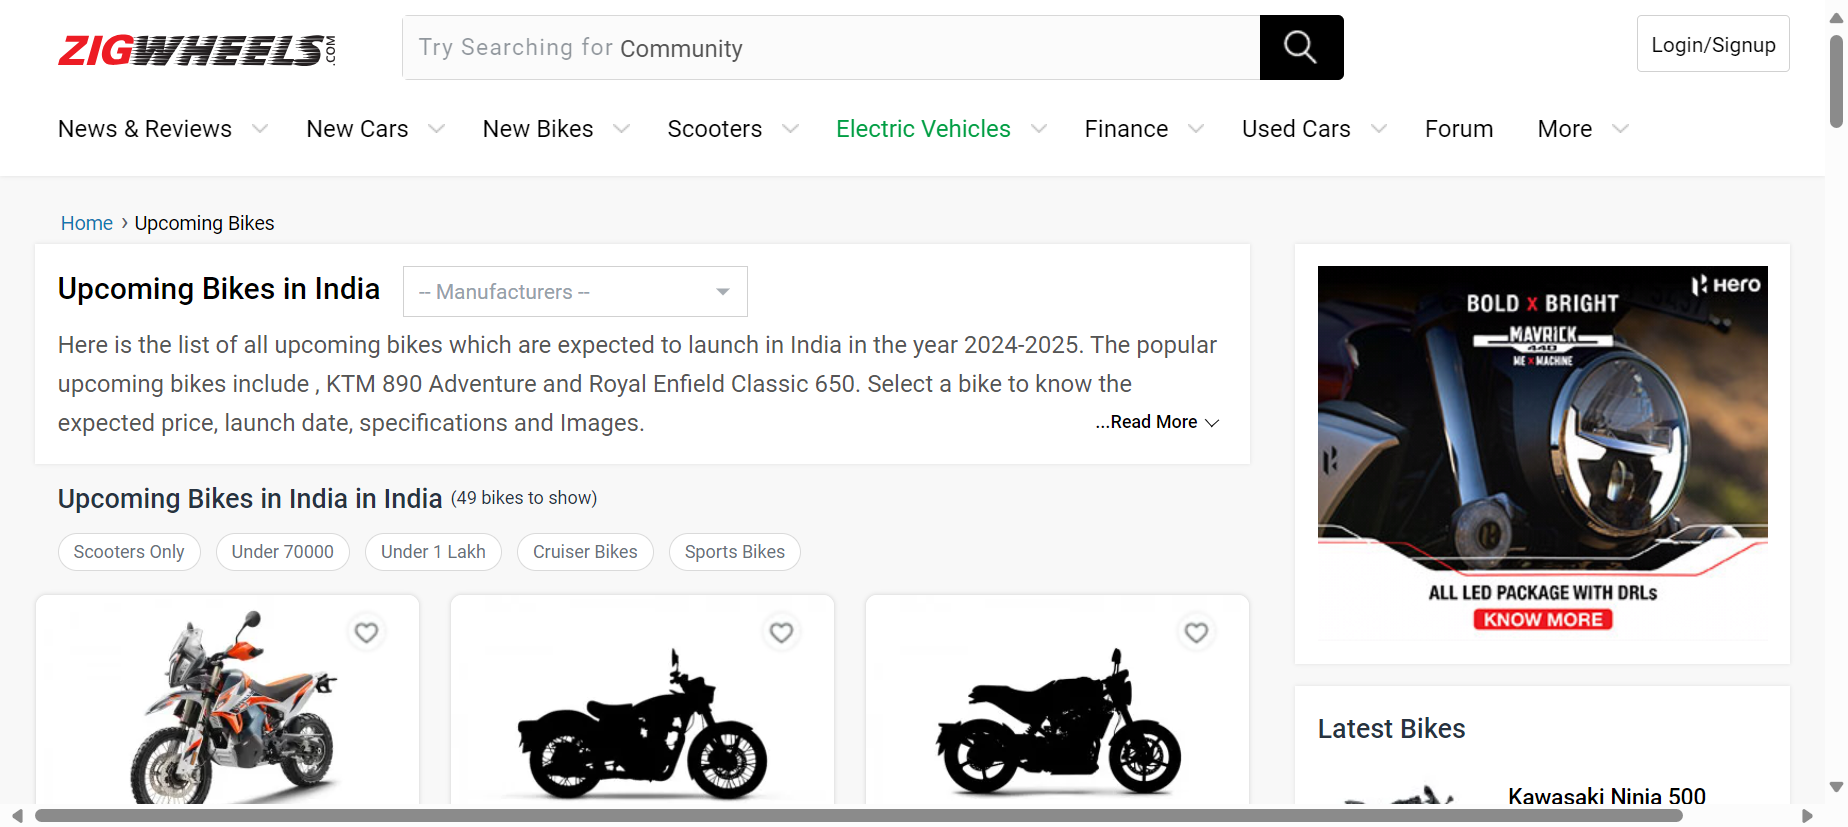 ZIGWHEELS.COM
Try Searching for Community
Login/Signup
News & Reviews New Cars New Bikes Scooters Electric Vehicles Finance Used Cars Forum More
Home › Upcoming Bikes
Upcoming Bikes in India
-- Manufacturers --
Here is the list of all upcoming bikes which are expected to launch in India in the year 2024-2025. The popular
upcoming bikes include , KTM 890 Adventure and Royal Enfield Classic 650. Select a bike to know the
expected price, launch date, specifications and Images.
...Read More
Upcoming Bikes in India in India (49 bikes to show)
Scooters Only Under 70000 Under 1 Lakh Cruiser Bikes Sports Bikes
Hero
BOLD X BRIGHT
MAVRICK
440
ME X MACHINE
ALL LED PACKAGE WITH DRLs
KNOW MORE
Latest Bikes
Kawasaki Ninja 500